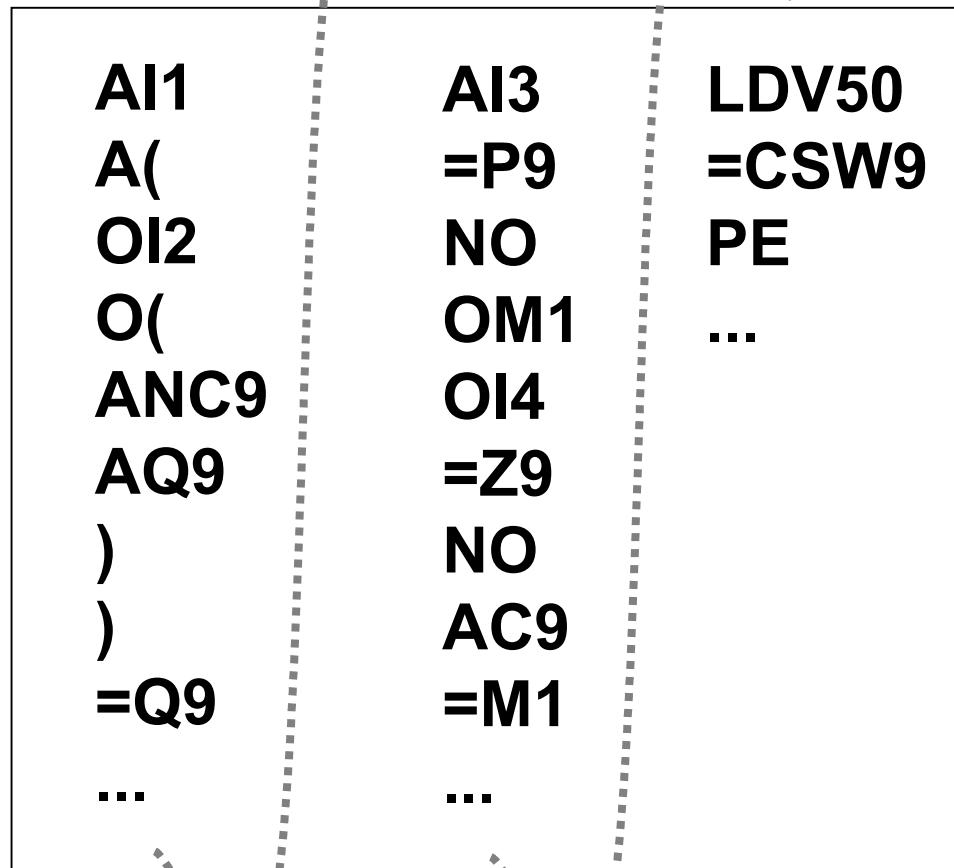 AI1
A(
OI2
O(
ANC9
AQ9
)
)
=Q9
...
AI3
=P9
NO
OM1
OI4
=Z9
NO
AC9
=M1
...
LDV50
=CSW9
PE
...